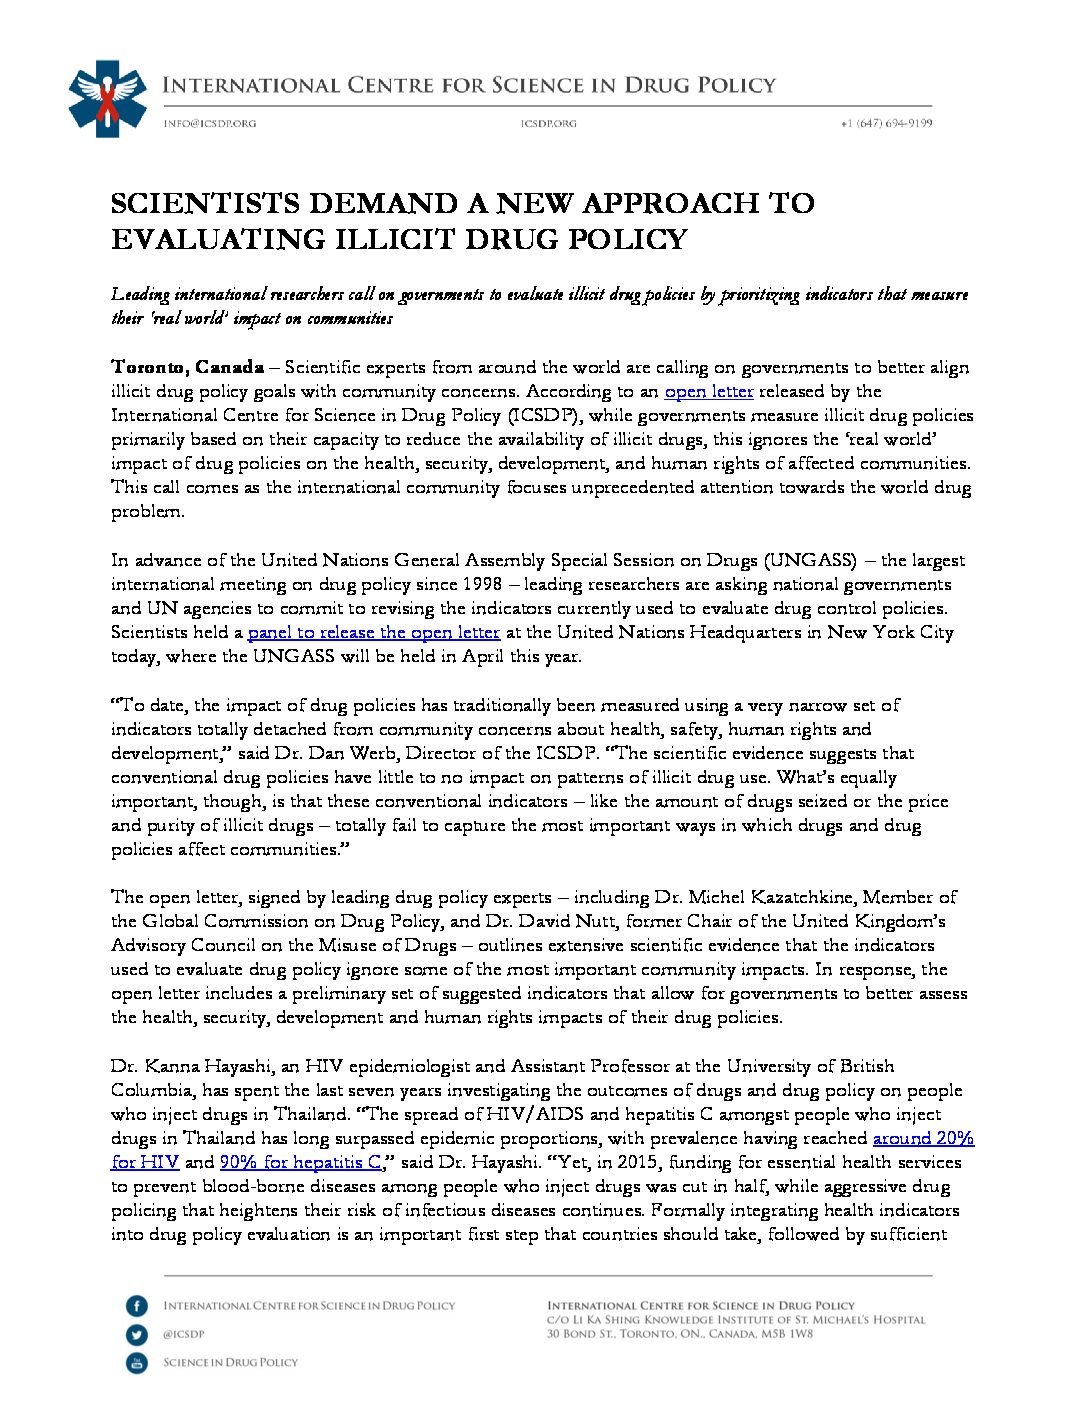 INTERNATIONAL CENTRE FOR SCIENCE IN DRUG POLICY
INFO@ICSDP.ORG ICSDP.ORG +1 (647) 694-9199
SCIENTISTS DEMAND A NEW APPROACH TO
EVALUATING ILLICIT DRUG POLICY
Leading international researchers call on governments to evaluate illicit drug policies by prioritizing indicators that measure
their 'real world' impact on communities
Toronto, Canada – Scientific experts from around the world are calling on governments to better align
illicit drug policy goals with community concerns. According to an open letter released by the
International Centre for Science in Drug Policy (ICSDP), while governments measure illicit drug policies
primarily based on their capacity to reduce the availability of illicit drugs, this ignores the ‘real world’
impact of drug policies on the health, security, development, and human rights of affected communities.
This call comes as the international community focuses unprecedented attention towards the world drug
problem.
In advance of the United Nations General Assembly Special Session on Drugs (UNGASS) – the largest
international meeting on drug policy since 1998 – leading researchers are asking national governments
and UN agencies to commit to revising the indicators currently used to evaluate drug control policies.
Scientists held a panel to release the open letter at the United Nations Headquarters in New York City
today, where the UNGASS will be held in April this year.
“To date, the impact of drug policies has traditionally been measured using a very narrow set of
indicators totally detached from community concerns about health, safety, human rights and
development,” said Dr. Dan Werb, Director of the ICSDP. “The scientific evidence suggests that
conventional drug policies have little to no impact on patterns of illicit drug use. What’s equally
important, though, is that these conventional indicators – like the amount of drugs seized or the price
and purity of illicit drugs – totally fail to capture the most important ways in which drugs and drug
policies affect communities.”
The open letter, signed by leading drug policy experts – including Dr. Michel Kazatchkine, Member of
the Global Commission on Drug Policy, and Dr. David Nutt, former Chair of the United Kingdom’s
Advisory Council on the Misuse of Drugs – outlines extensive scientific evidence that the indicators
used to evaluate drug policy ignore some of the most important community impacts. In response, the
open letter includes a preliminary set of suggested indicators that allow for governments to better assess
the health, security, development and human rights impacts of their drug policies.
Dr. Kanna Hayashi, an HIV epidemiologist and Assistant Professor at the University of British
Columbia, has spent the last seven years investigating the outcomes of drugs and drug policy on people
who inject drugs in Thailand. “The spread of HIV/AIDS and hepatitis C amongst people who inject
drugs in Thailand has long surpassed epidemic proportions, with prevalence having reached around 20%
for HIV and 90% for hepatitis C,” said Dr. Hayashi. “Yet, in 2015, funding for essential health services
to prevent blood-borne diseases among people who inject drugs was cut in half, while aggressive drug
policing that heightens their risk of infectious diseases continues. Formally integrating health indicators
into drug policy evaluation is an important first step that countries should take, followed by sufficient
INTERNATIONAL CENTRE FOR SCIENCE IN DRUG POLICY
@ICSDP
SCIENCE IN DRUG POLICY
INTERNATIONAL CENTRE FOR SCIENCE IN DRUG POLICY
C/O LI KA SHING KNOWLEDGE INSTITUTE OF ST. MICHAEL'S HOSPITAL
30 BOND ST., TORONTO, ON., CANADA, M5B 1W8